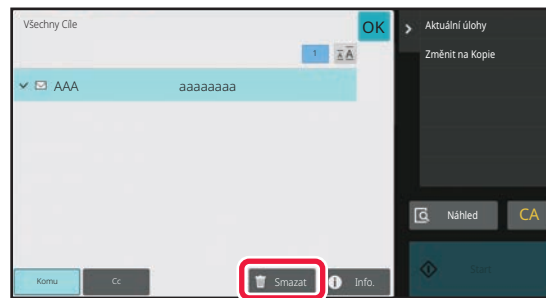 Všechny Cíle
OK
1
AAA aaaaaaaa
Komu
Cc
Smazat
Info.
Aktuální úlohy
Změnit na Kopie
Náhled
CA
Start